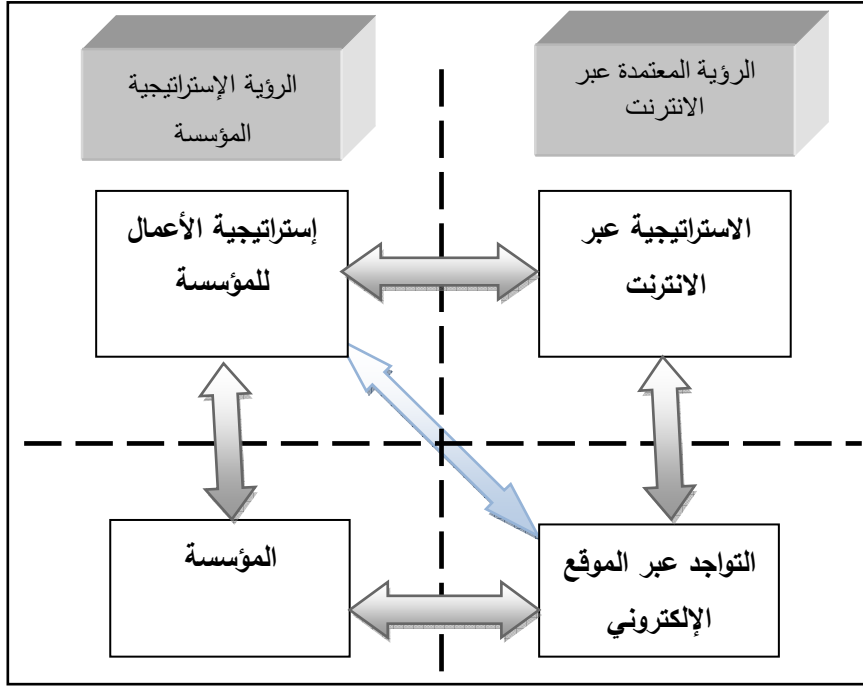 الرؤية المعتمدة عبر
الانترنت
الرؤية الإستراتيجية
المؤسسة
الاستراتيجية عبر
الانترنت
إستراتيجية الأعمال
للمؤسسة
التواجد عبر الموقع
الإلكتروني
المؤسسة